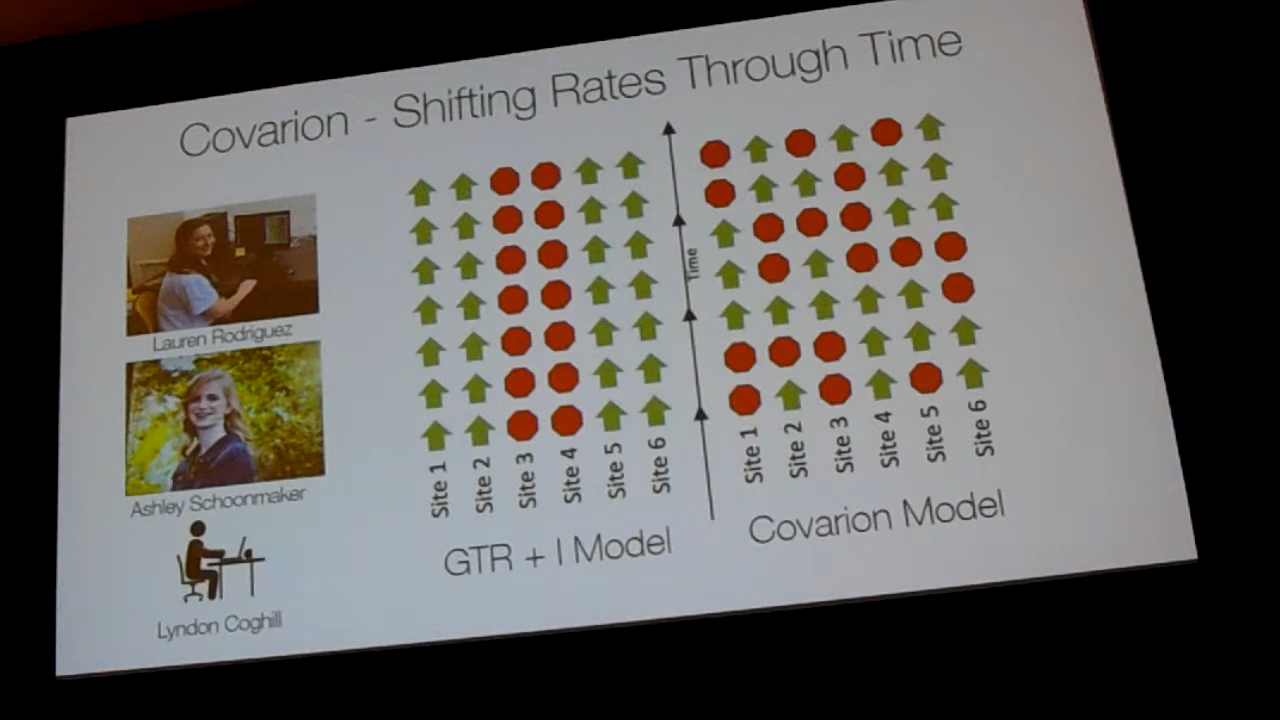 Covarion - Shifting Rates Through Time
Lauren Rodriguez
Ashley Schoonmaker
Lyndon Coghill
Site 1
Site 2
Site 3
Site 4
Site 5
Site 6
GTR + I Model
Time
Site 1
Site 2
Site 3
Site 4
Site 5
Site 6
Covarion Model